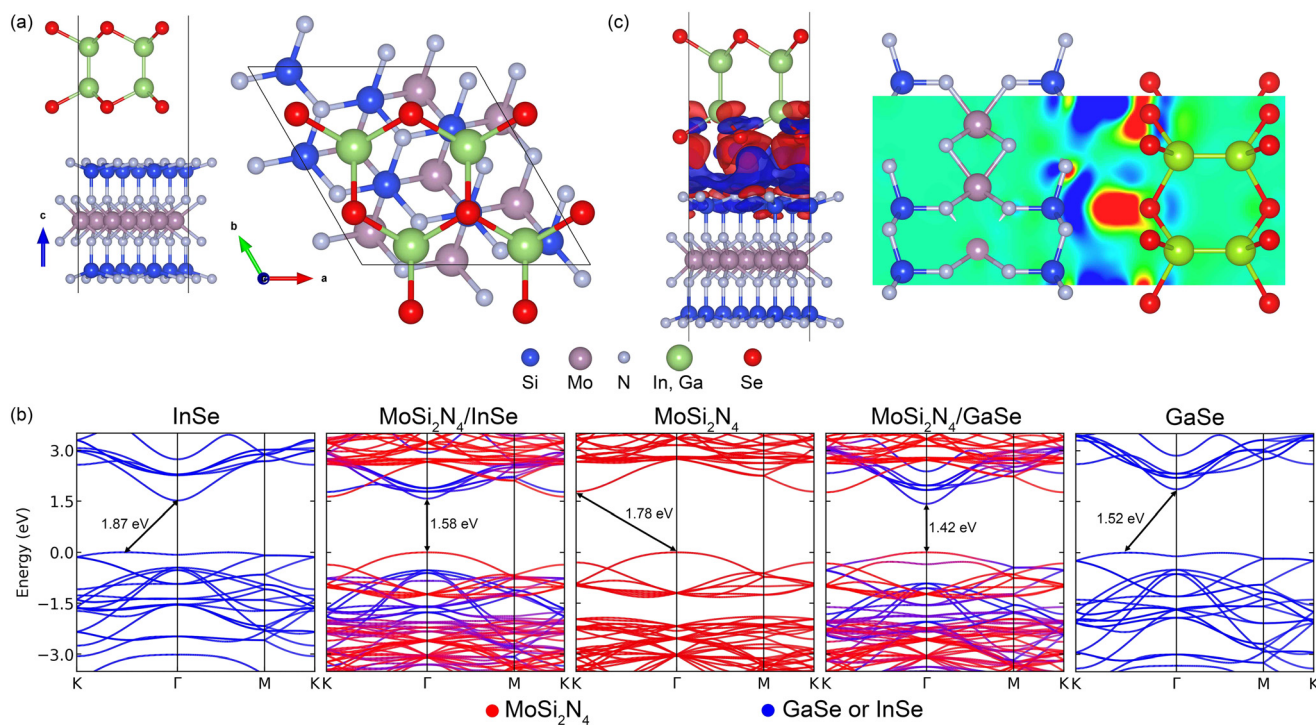 (a)
c
b
a
(c)
Si Mo N In, Ga Se
(b)
InSe MoSi2N4/InSe MoSi2N4 MoSi2N4/GaSe GaSe
Energy (eV)
3.0
1.5
0.0
−1.5
−3.0
1.87 eV
1.58 eV
1.78 eV
1.42 eV
1.52 eV
K Γ M K K Γ M K K Γ M K K Γ M K K Γ M K
MoSi2N4 GaSe or InSe